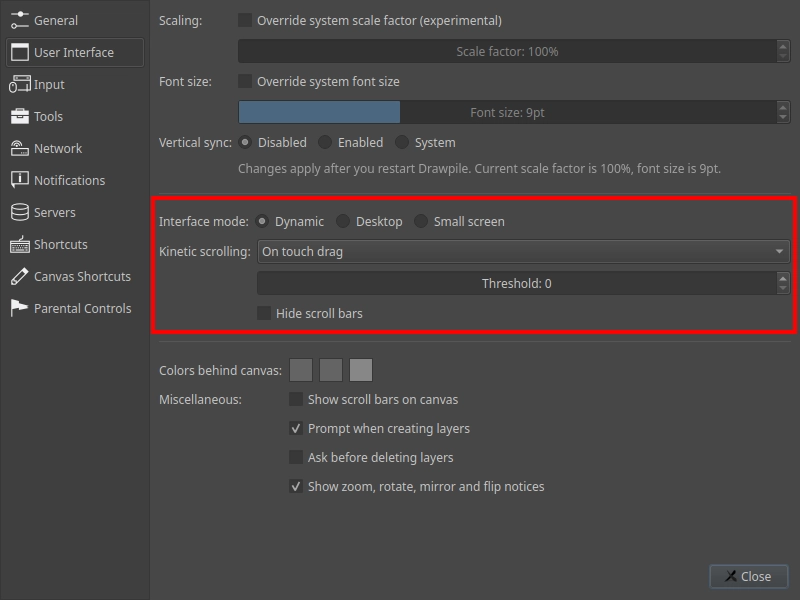 General
User Interface
Input
Tools
Network
Notifications
Servers
Shortcuts
Canvas Shortcuts
Parental Controls
Scaling: Override system scale factor (experimental)
Scale factor: 100%
Font size: Override system font size
Font size: 9pt
Vertical sync: Disabled Enabled System
Changes apply after you restart Drawpile. Current scale factor is 100%, font size is 9pt.
Interface mode: Dynamic Desktop Small screen
Kinetic scrolling: On touch drag
Threshold: 0
Hide scroll bars
Colors behind canvas:
Miscellaneous: Show scroll bars on canvas
Prompt when creating layers
Ask before deleting layers
Show zoom, rotate, mirror and flip notices
Close